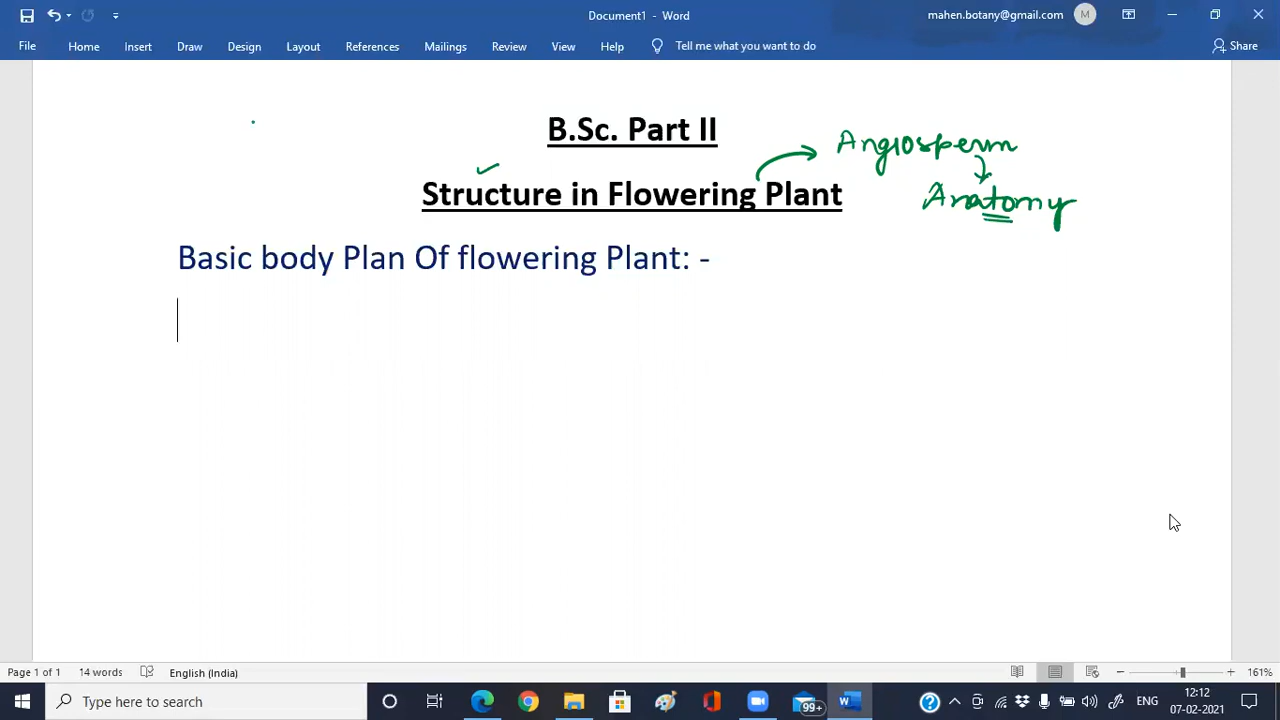 Document1 - Word
mahen.botany@gmail.com
M
File Home Insert Draw Design Layout References Mailings Review View Help Tell me what you want to do Share
B.Sc. Part II
Angiosperm
Structure in Flowering Plant
Anatomy
Basic body Plan Of flowering Plant: -
Page 1 of 1 14 words English (India) 161%
Type here to search
99+
ENG
12:12
07-02-2021